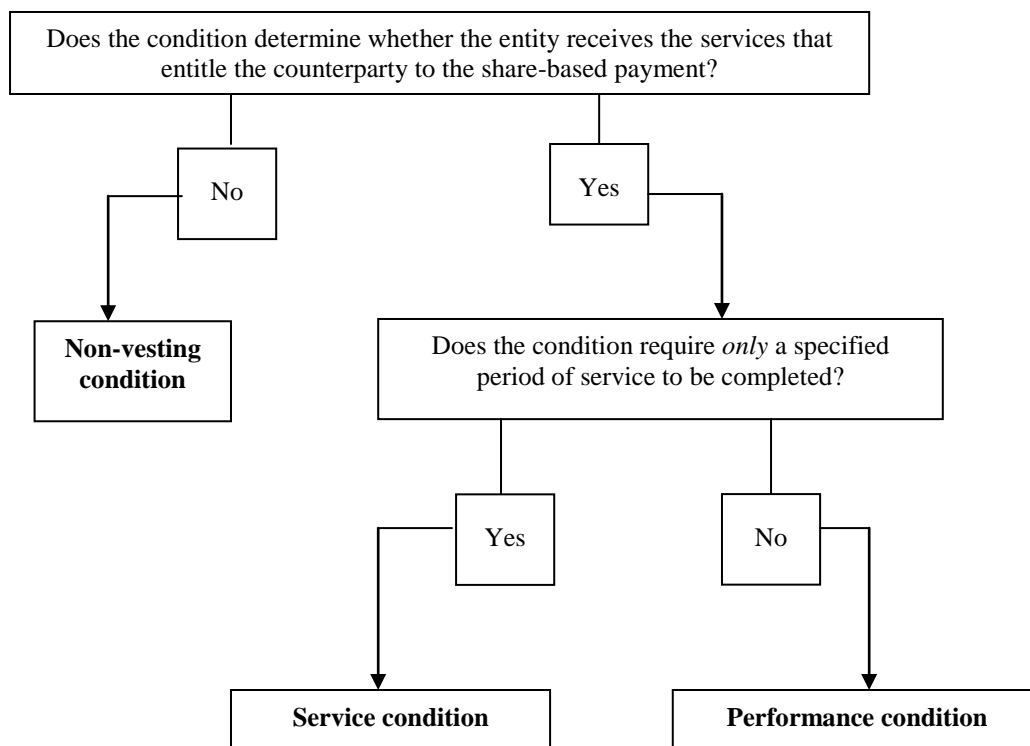 Does the condition determine whether the entity receives the services that
entitle the counterparty to the share-based payment?
No
Yes
Non-vesting
condition
Does the condition require only a specified
period of service to be completed?
Yes
No
Service condition
Performance condition